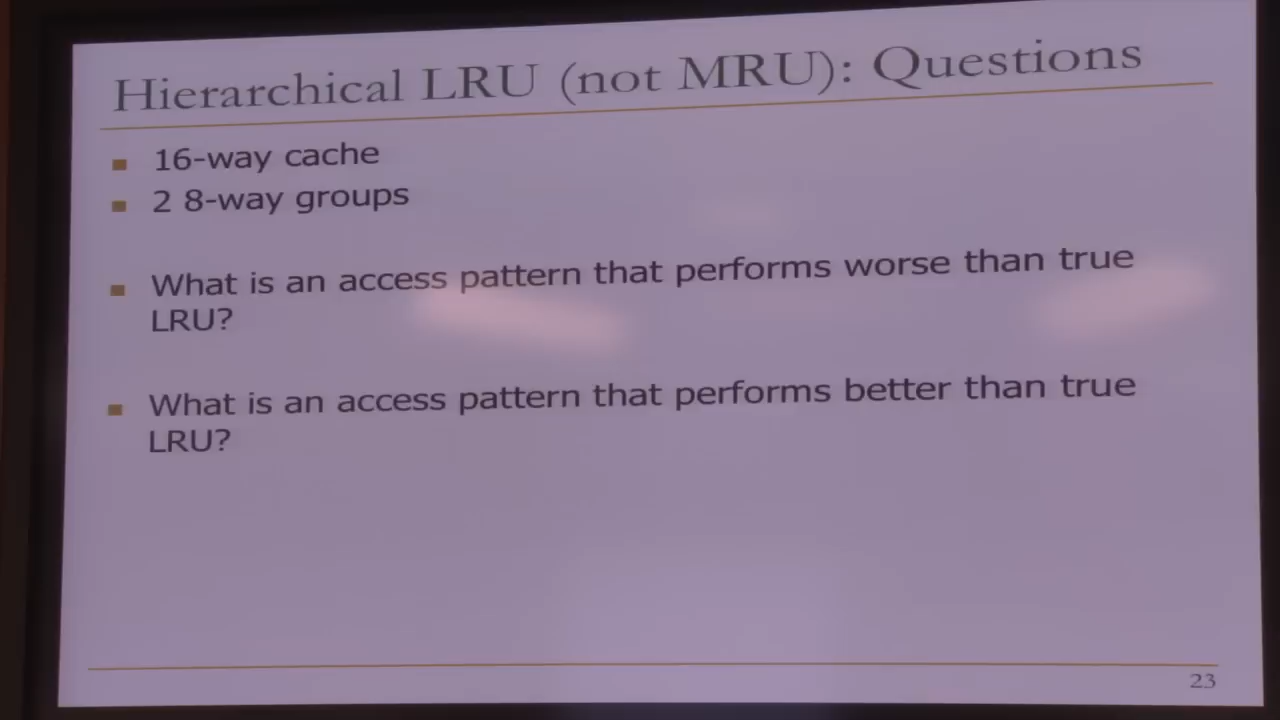 Hierarchical LRU (not MRU): Questions
16-way cache
2 8-way groups
What is an access pattern that performs worse than true
LRU?
What is an access pattern that performs better than true
LRU?
23